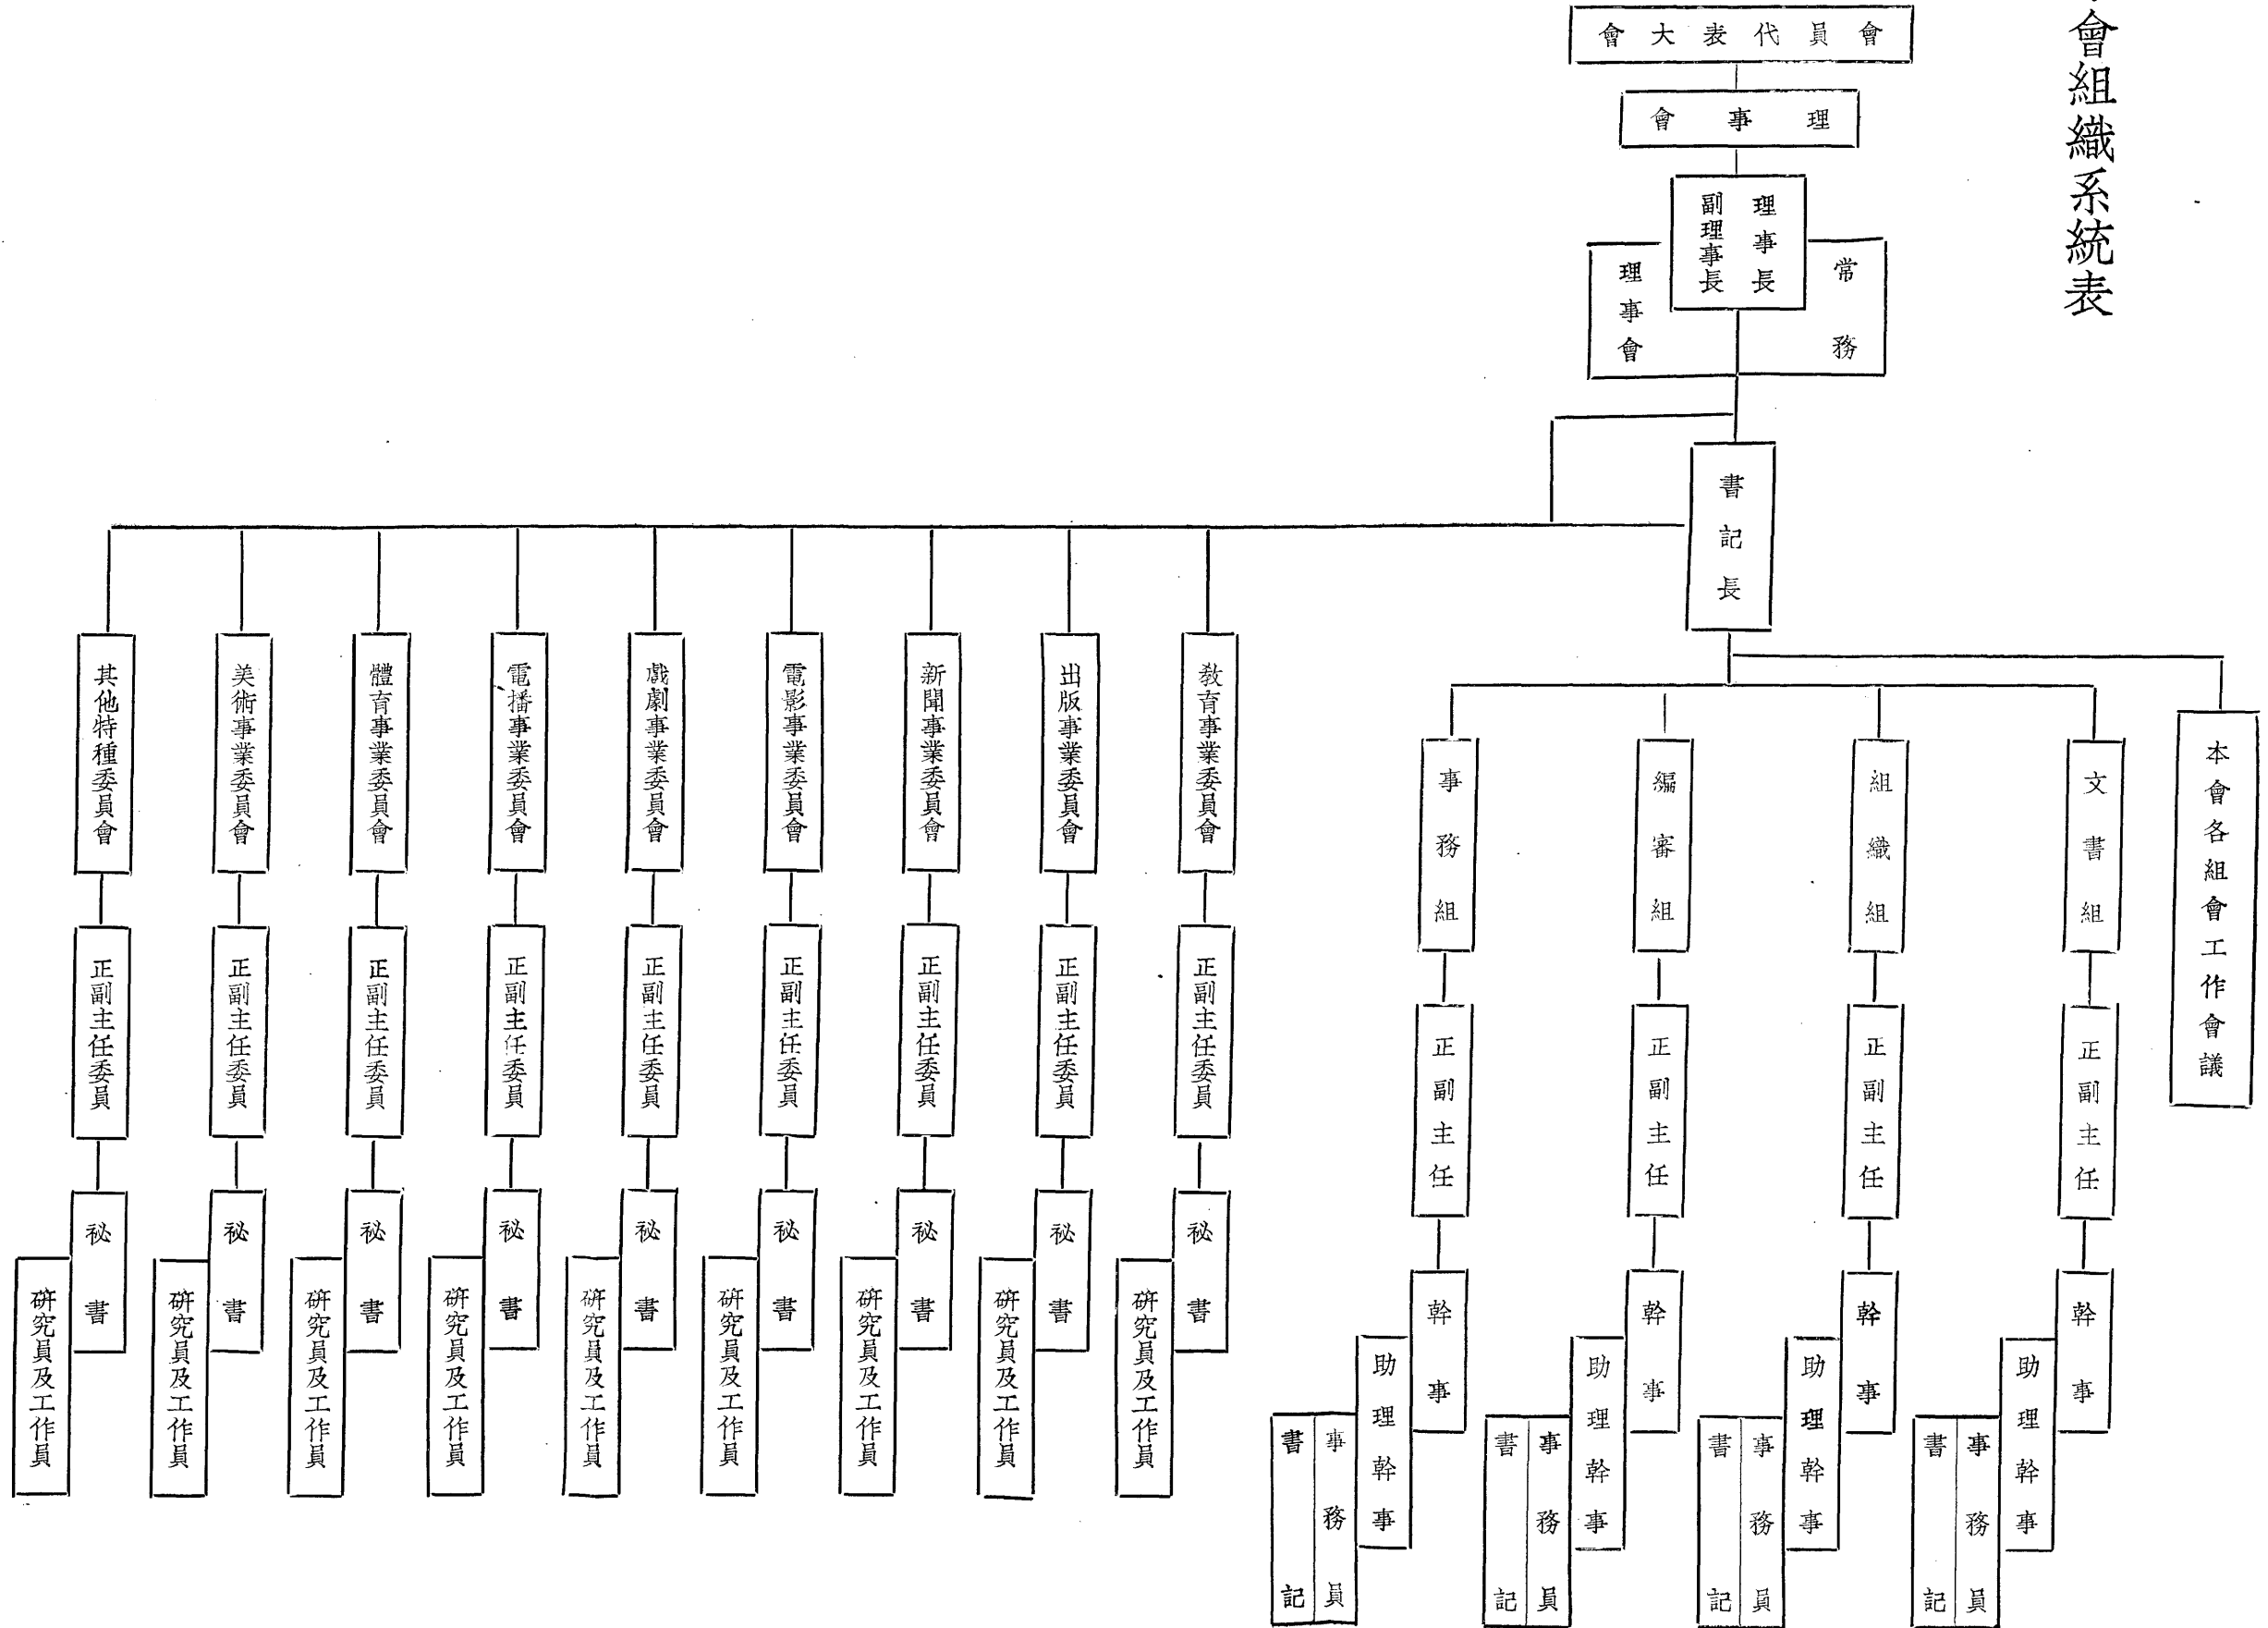 會組織系統表
會員代表大會
理事會
理事長
副理事長
常務
理事會
書記長
本會各組會工作會議
文書組
正副主任
幹事
助理幹事
事務員
書記
組織組
正副主任
幹事
助理幹事
事務員
書記
編審組
正副主任
幹事
助理幹事
事務員
書記
事務組
正副主任
幹事
助理幹事
事務員
書記
教育事業委員會
正副主任委員
祕書
研究員及工作員
出版事業委員會
正副主任委員
祕書
研究員及工作員
新聞事業委員會
正副主任委員
祕書
研究員及工作員
電影事業委員會
正副主任委員
祕書
研究員及工作員
戲劇事業委員會
正副主任委員
祕書
研究員及工作員
電播事業委員會
正副主任委員
祕書
研究員及工作員
體育事業委員會
正副主任委員
祕書
研究員及工作員
美術事業委員會
正副主任委員
祕書
研究員及工作員
其他特種委員會
正副主任委員
祕書
研究員及工作員